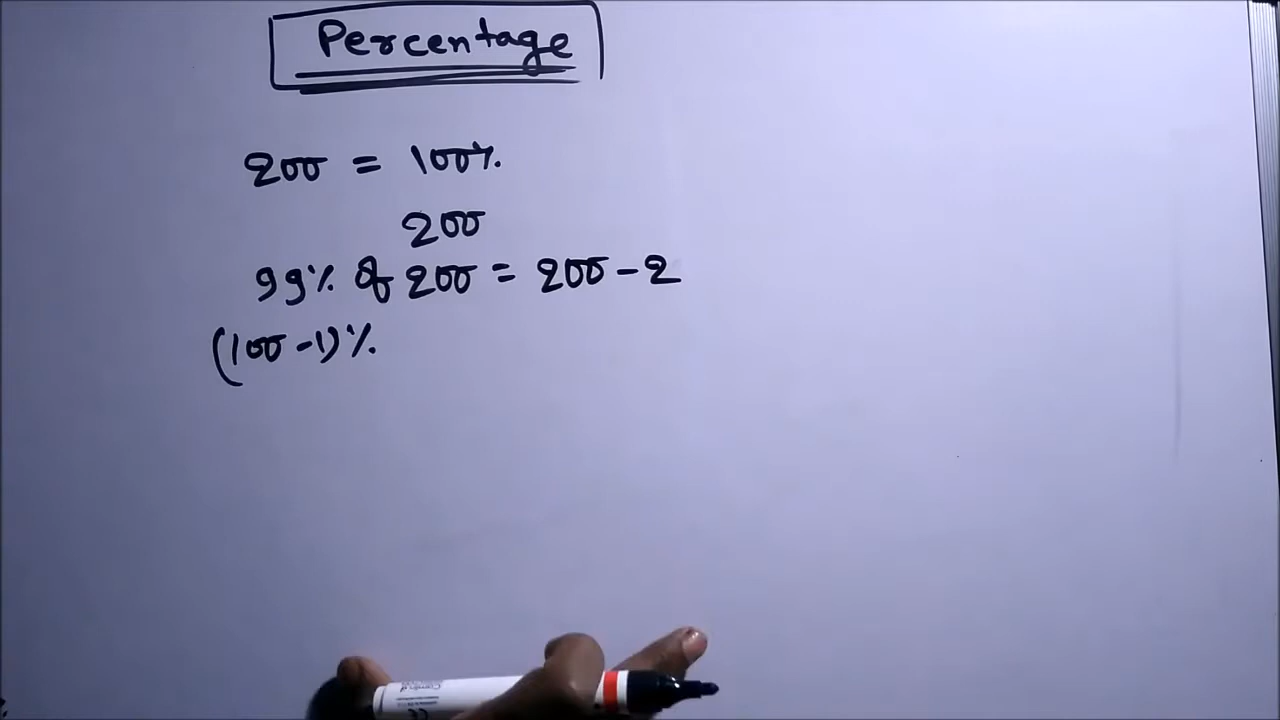 Percentage
200 = 100%
200
99% of 200 = 200 - 2
(100 - 1)%